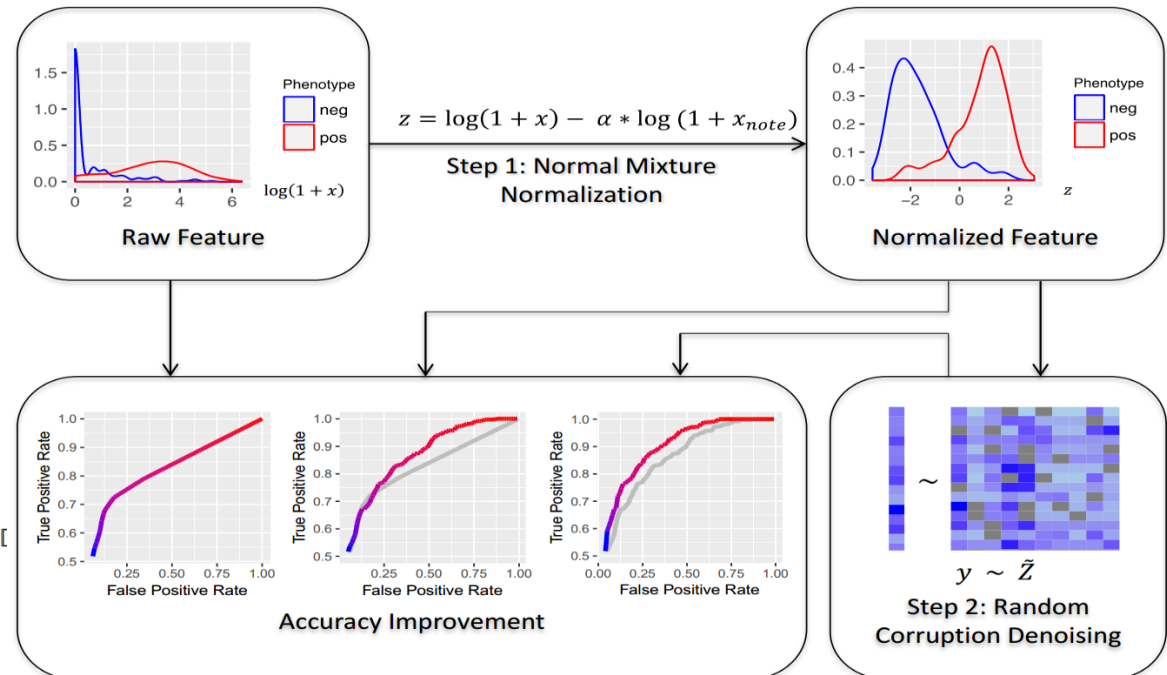 1.5
1.0
0.5
0.0
0 2 4 6
log(1 + x)
Phenotype
neg
pos
Raw Feature
z = log(1 + x) − α ∗ log (1 + x_note)
Step 1: Normal Mixture
Normalization
0.4
0.3
0.2
0.1
0.0
−2 0 2
z
Phenotype
neg
pos
Normalized Feature
True Positive Rate
1.0
0.9
0.8
0.7
0.6
0.5
0.25 0.50 0.75 1.00
False Positive Rate
True Positive Rate
1.0
0.9
0.8
0.7
0.6
0.5
0.25 0.50 0.75 1.00
False Positive Rate
True Positive Rate
1.0
0.9
0.8
0.7
0.6
0.5
0.00 0.25 0.50 0.75 1.00
False Positive Rate
Accuracy Improvement
[
~
y ~ Z̃
Step 2: Random
Corruption Denoising